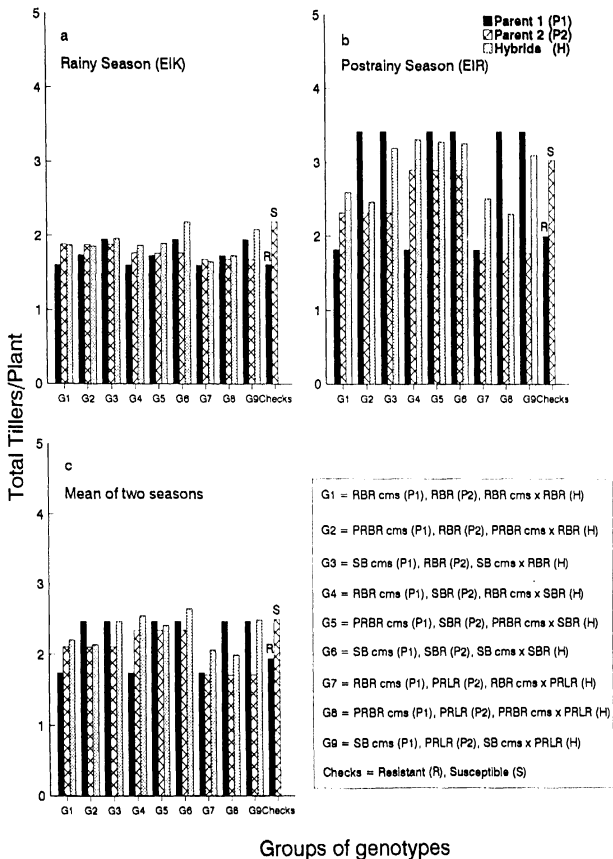 Total Tillers/Plant
a
Rainy Season (EIK)
5
4
3
2
1
0
S
R
G1 G2 G3 G4 G5 G6 G7 G8 G9 Checks
Parent 1 (P1)
Parent 2 (P2)
Hybrids (H)
b
Postrainy Season (EIR)
5
4
3
2
1
0
S
R
G1 G2 G3 G4 G5 G6 G7 G8 G9 Checks
c
Mean of two seasons
5
4
3
2
1
0
S
R
G1 G2 G3 G4 G5 G6 G7 G8 G9 Checks
G1 = RBR cms (P1), RBR (P2), RBR cms x RBR (H)
G2 = PRBR cms (P1), RBR (P2), PRBR cms x RBR (H)
G3 = SB cms (P1), RBR (P2), SB cms x RBR (H)
G4 = RBR cms (P1), SBR (P2), RBR cms x SBR (H)
G5 = PRBR cms (P1), SBR (P2), PRBR cms x SBR (H)
G6 = SB cms (P1), SBR (P2), SB cms x SBR (H)
G7 = RBR cms (P1), PRLR (P2), RBR cms x PRLR (H)
G8 = PRBR cms (P1), PRLR (P2), PRBR cms x PRLR (H)
G9 = SB cms (P1), PRLR (P2), SB cms x PRLR (H)
Checks = Resistant (R), Susceptible (S)
Groups of genotypes